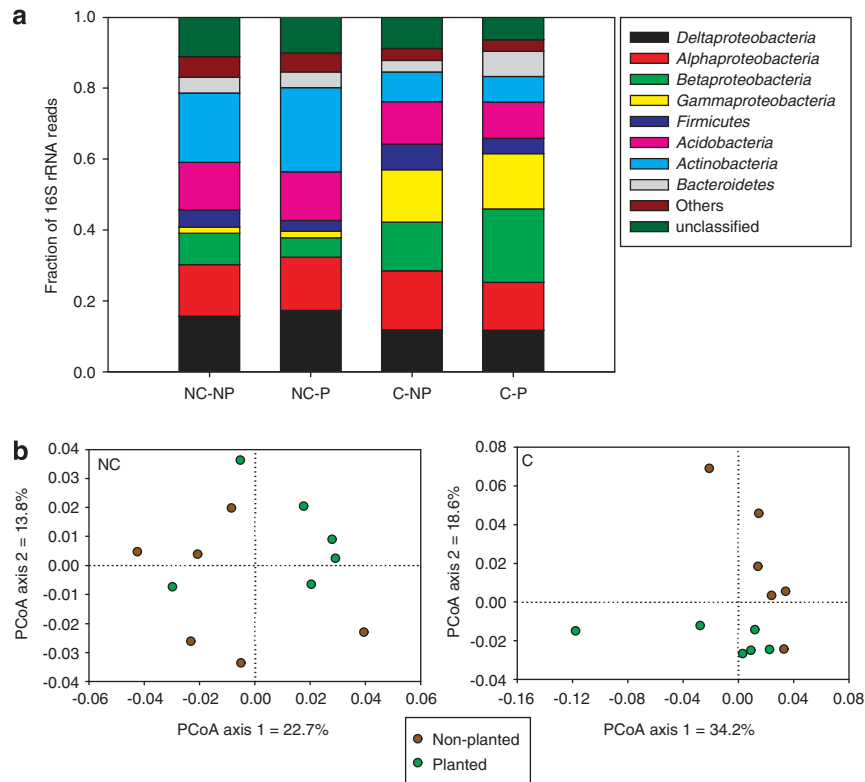 a
Fraction of 16S rRNA reads
1.0
0.8
0.6
0.4
0.2
0.0
NC-NP
NC-P
C-NP
C-P
Deltaproteobacteria
Alphaproteobacteria
Betaproteobacteria
Gammaproteobacteria
Firmicutes
Acidobacteria
Actinobacteria
Bacteroidetes
Others
unclassified
b
NC
PCoA axis 2 = 13.8%
0.04
0.03
0.02
0.01
0.00
-0.01
-0.02
-0.03
-0.04
-0.06
-0.04
-0.02
0.00
0.02
0.04
0.06
PCoA axis 1 = 22.7%
C
PCoA axis 2 = 18.6%
0.08
0.06
0.04
0.02
0.00
-0.02
-0.04
-0.16
-0.12
-0.08
-0.04
0.00
0.04
0.08
PCoA axis 1 = 34.2%
Non-planted
Planted